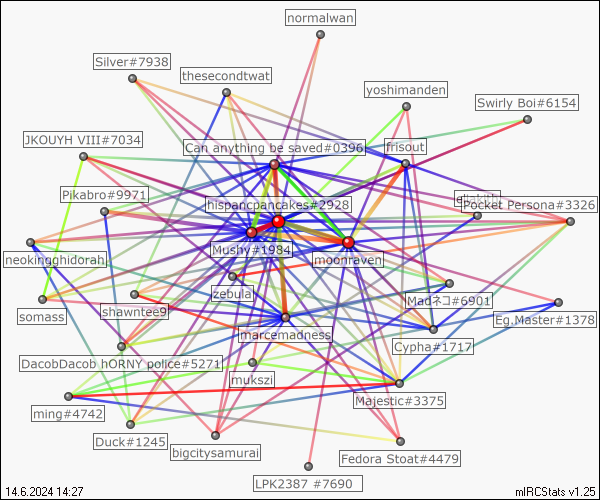 normalwan
Silver#7938
thesecondtwat
yoshimanden
Swirly Boi#6154
JKOUYH VIII#7034
Can anything be saved#0396
frisout
Pikabro#9971
hispancpancakes#2928
Pocket Persona#3326
neokingghidorah
Mushy#1984
moonraven
zebula
Madネコ#6901
somass
shawntee9
marcemadness
Eg.Master#1378
Cypha#1717
DacobDacob hORNY police#5271
mukszi
ming#4742
Majestic#3375
Duck#1245
bigcitysamurai
Fedora Stoat#4479
LPK2387 #7690
14.6.2024 14:27
mIRCStats v1.25